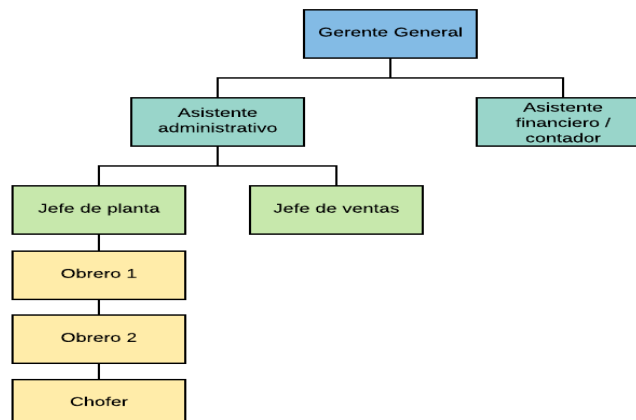 Gerente General
Asistente
administrativo
Asistente
financiero /
contador
Jefe de planta
Jefe de ventas
Obrero 1
Obrero 2
Chofer